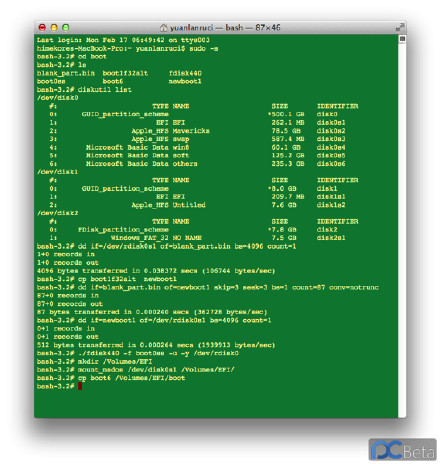 yuanlanruci — bash — 87×46
Last login: Mon Feb 17 06:49:42 on ttys003
himekores-MacBook-Pro:~ yuanlanruci$ sudo -s
bash-3.2# cd boot
bash-3.2# ls
blank_part.bin boot1f32alt fdisk440
boot0ss boot6 newboot1
bash-3.2# diskutil list
/dev/disk0
#: TYPE NAME SIZE IDENTIFIER
0: GUID_partition_scheme *500.1 GB disk0
1: EFI EFI 262.1 MB disk0s1
2: Apple_HFS Mavericks 78.5 GB disk0s2
3: Apple_HFS swap 587.4 MB disk0s3
4: Microsoft Basic Data win8 60.1 GB disk0s4
5: Microsoft Basic Data soft 125.3 GB disk0s5
6: Microsoft Basic Data others 235.3 GB disk0s6
/dev/disk1
#: TYPE NAME SIZE IDENTIFIER
0: GUID_partition_scheme *8.0 GB disk1
1: EFI EFI 209.7 MB disk1s1
2: Apple_HFS Untitled 7.6 GB disk1s2
/dev/disk2
#: TYPE NAME SIZE IDENTIFIER
0: FDisk_partition_scheme *7.8 GB disk2
1: Windows_FAT_32 NO NAME 7.5 GB disk2s1
bash-3.2# dd if=/dev/rdisk0s1 of=blank_part.bin bs=4096 count=1
1+0 records in
1+0 records out
4096 bytes transferred in 0.038372 secs (106744 bytes/sec)
bash-3.2# cp boot1f32alt newboot1
bash-3.2# dd if=blank_part.bin of=newboot1 skip=3 seek=3 bs=1 count=87 conv=notrunc
87+0 records in
87+0 records out
87 bytes transferred in 0.000240 secs (362728 bytes/sec)
bash-3.2# dd if=newboot1 of=/dev/rdisk0s1 bs=4096 count=1
0+1 records in
0+1 records out
512 bytes transferred in 0.000264 secs (1939913 bytes/sec)
bash-3.2# ./fdisk440 -f boot0ss -u -y /dev/rdisk0
bash-3.2# mkdir /Volumes/EFI
bash-3.2# mount_msdos /dev/disk0s1 /Volumes/EFI/
bash-3.2# cp boot6 /Volumes/EFI/boot
bash-3.2#
pcBeta